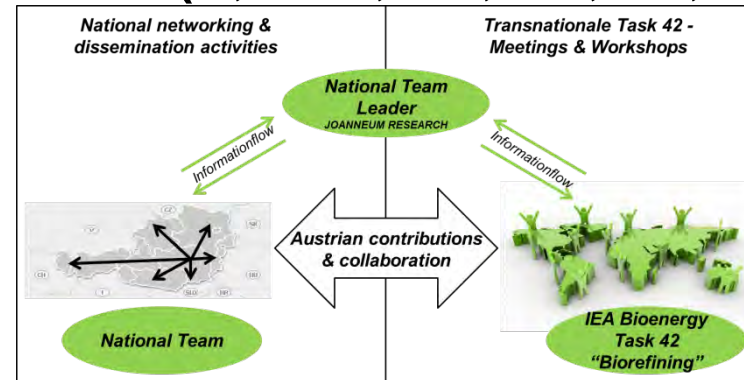 National networking &
dissemination activities
Transnationale Task 42 -
Meetings & Workshops
National Team
Leader
JOANNEUM RESEARCH
Informationflow
Informationflow
Austrian contributions
& collaboration
National Team
IEA Bioenergy
Task 42
“Biorefining”